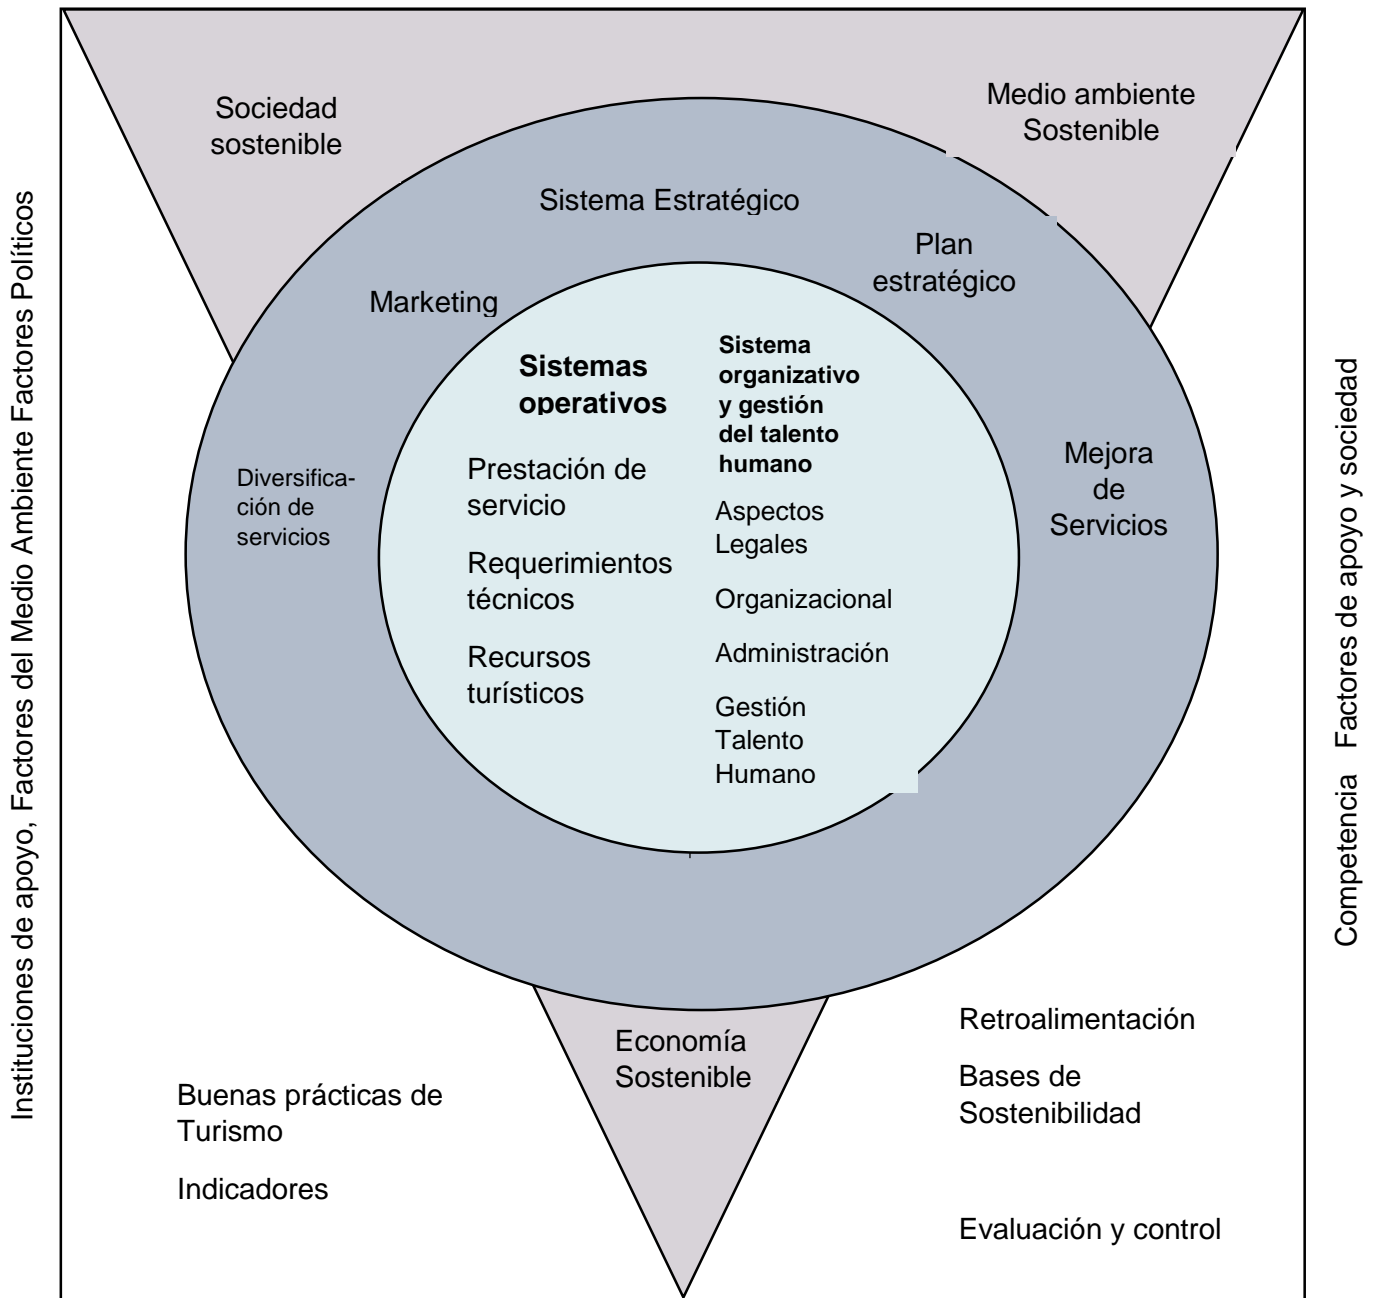 Instituciones de apoyo, Factores del Medio Ambiente Factores Políticos
Sociedad
sostenible
Medio ambiente
Sostenible
Sistema Estratégico
Plan
estratégico
Marketing
Diversifica-
ción de
servicios
Sistemas
operativos
Prestación de
servicio
Requerimientos
técnicos
Recursos
turísticos
Sistema
organizativo
y gestión
del talento
humano
Aspectos
Legales
Organizacional
Administración
Gestión
Talento
Humano
Mejora
de
Servicios
Economía
Sostenible
Buenas prácticas de
Turismo
Indicadores
Retroalimentación
Bases de
Sostenibilidad
Evaluación y control
Competencia Factores de apoyo y sociedad